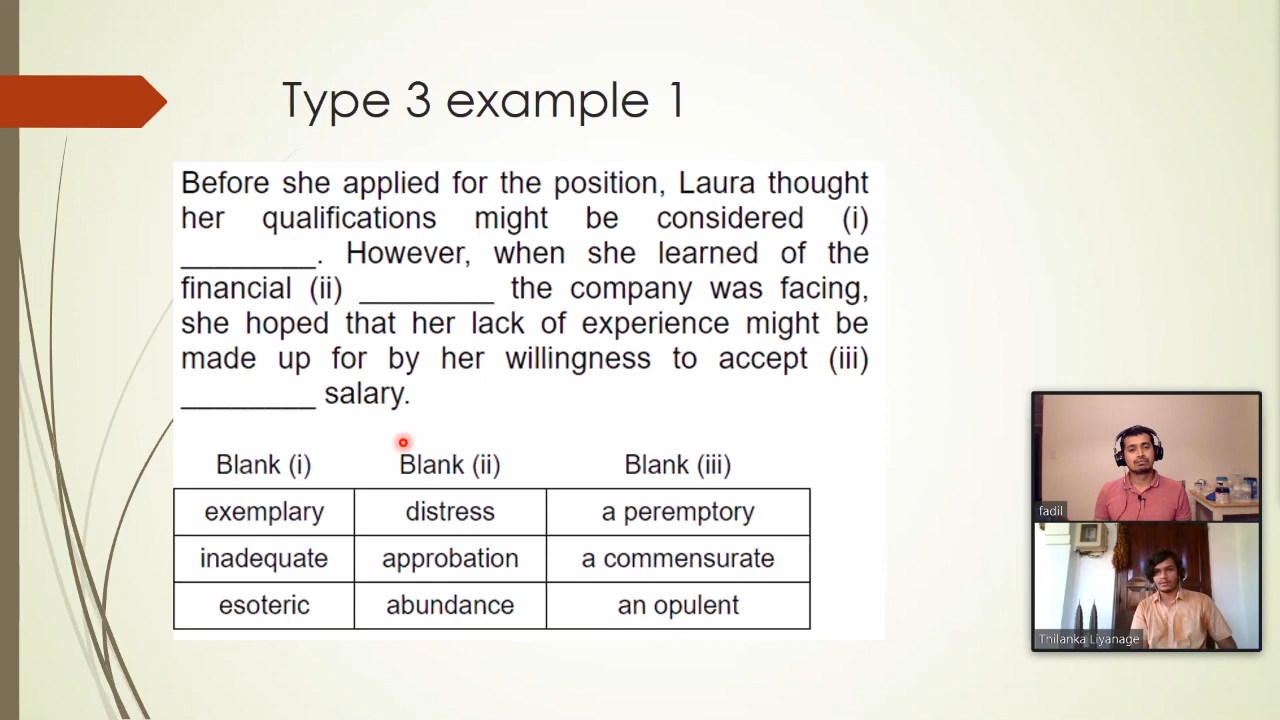 Type 3 example 1
Before she applied for the position, Laura thought
her qualifications might be considered (i)
________. However, when she learned of the
financial (ii) ________ the company was facing,
she hoped that her lack of experience might be
made up for by her willingness to accept (iii)
________ salary.
Blank (i) Blank (ii) Blank (iii)
exemplary distress a peremptory
inadequate approbation a commensurate
esoteric abundance an opulent
fadil
Thilanka Liyanage